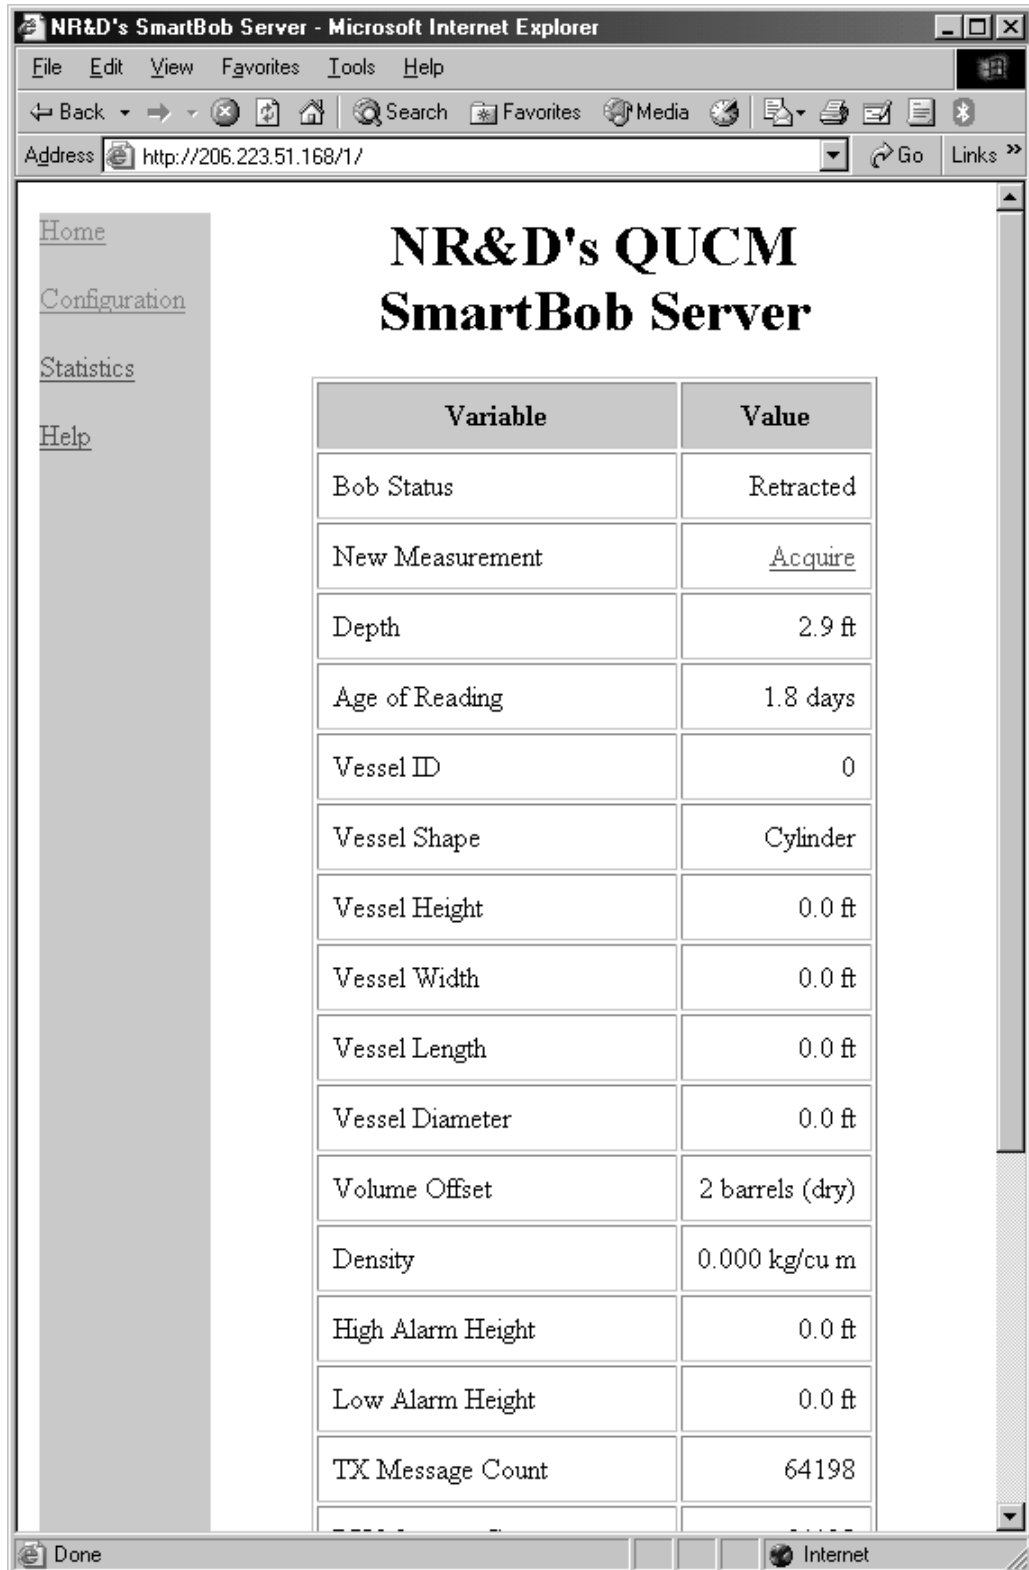 NR&D's SmartBob Server - Microsoft Internet Explorer
File Edit View Favorites Tools Help
Back Search Favorites Media
Address http://206.223.51.168/1/ Go Links »
Home
Configuration
Statistics
Help
NR&D's QUCM
SmartBob Server
Variable Value
Bob Status Retracted
New Measurement Acquire
Depth 2.9 ft
Age of Reading 1.8 days
Vessel ID 0
Vessel Shape Cylinder
Vessel Height 0.0 ft
Vessel Width 0.0 ft
Vessel Length 0.0 ft
Vessel Diameter 0.0 ft
Volume Offset 2 barrels (dry)
Density 0.000 kg/cu m
High Alarm Height 0.0 ft
Low Alarm Height 0.0 ft
TX Message Count 64198
Done Internet